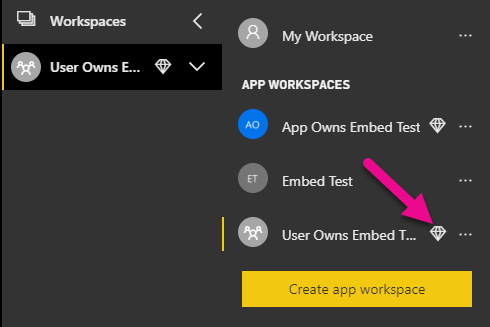 Workspaces
User Owns E...
My Workspace
APP WORKSPACES
AO App Owns Embed Test
ET Embed Test
User Owns Embed T...
Create app workspace